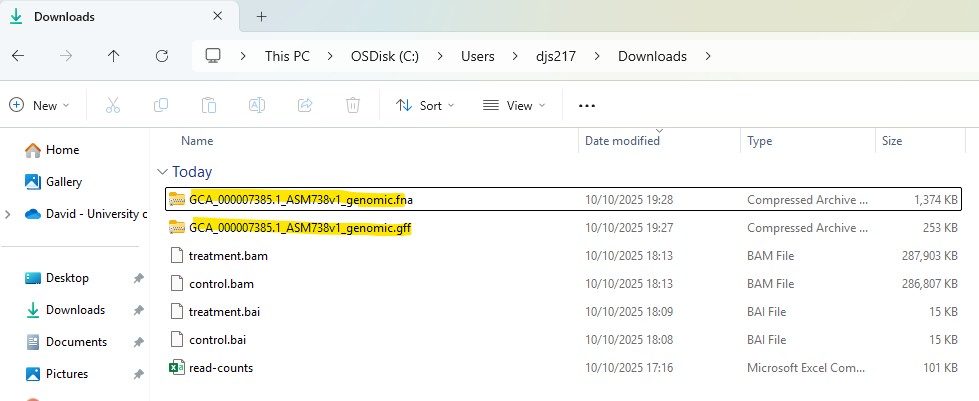 Downloads
This PC > OSDisk (C:) > Users > djs217 > Downloads >
New Sort View ...
Name Date modified Type Size
Home
Gallery
David - University c
Desktop
Downloads
Documents
Pictures
Today
GCA_000007385.1_ASM738v1_genomic.fna 10/10/2025 19:28 Compressed Archive ... 1,374 KB
GCA_000007385.1_ASM738v1_genomic.gff 10/10/2025 19:27 Compressed Archive ... 253 KB
treatment.bam 10/10/2025 18:13 BAM File 287,903 KB
control.bam 10/10/2025 18:13 BAM File 286,807 KB
treatment.bai 10/10/2025 18:09 BAI File 15 KB
control.bai 10/10/2025 18:08 BAI File 15 KB
read-counts 10/10/2025 17:16 Microsoft Excel Com... 168 KB